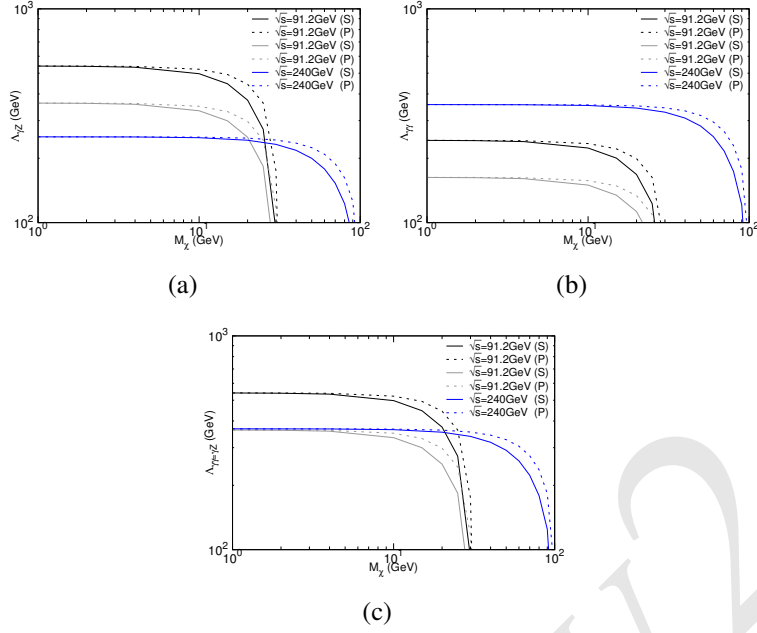 10³
√s=91.2GeV (S)
√s=91.2GeV (P)
√s=91.2GeV (S)
√s=91.2GeV (P)
√s=240GeV (S)
√s=240GeV (P)
ΛγZ (GeV)
10²
10⁰
10¹
10²
Mχ (GeV)
(a)
10³
√s=91.2GeV (S)
√s=91.2GeV (P)
√s=91.2GeV (S)
√s=91.2GeV (P)
√s=240GeV (S)
√s=240GeV (P)
Λγγ (GeV)
10²
10⁰
10¹
10²
Mχ (GeV)
(b)
10³
√s=91.2GeV (S)
√s=91.2GeV (P)
√s=91.2GeV (S)
√s=91.2GeV (P)
√s=240GeV (S)
√s=240GeV (P)
Λγγ=γZ (GeV)
10²
10⁰
10¹
10²
Mχ (GeV)
(c)
2